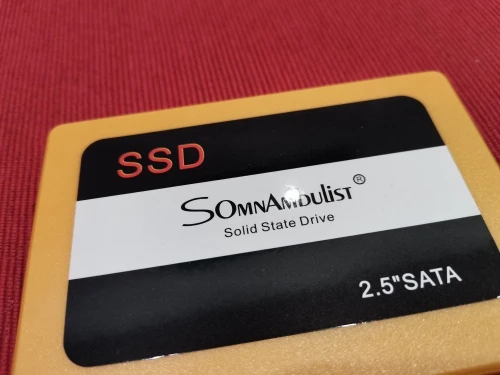 SSD
SOMNAMBULIST®
Solid State Drive
2.5"SATA